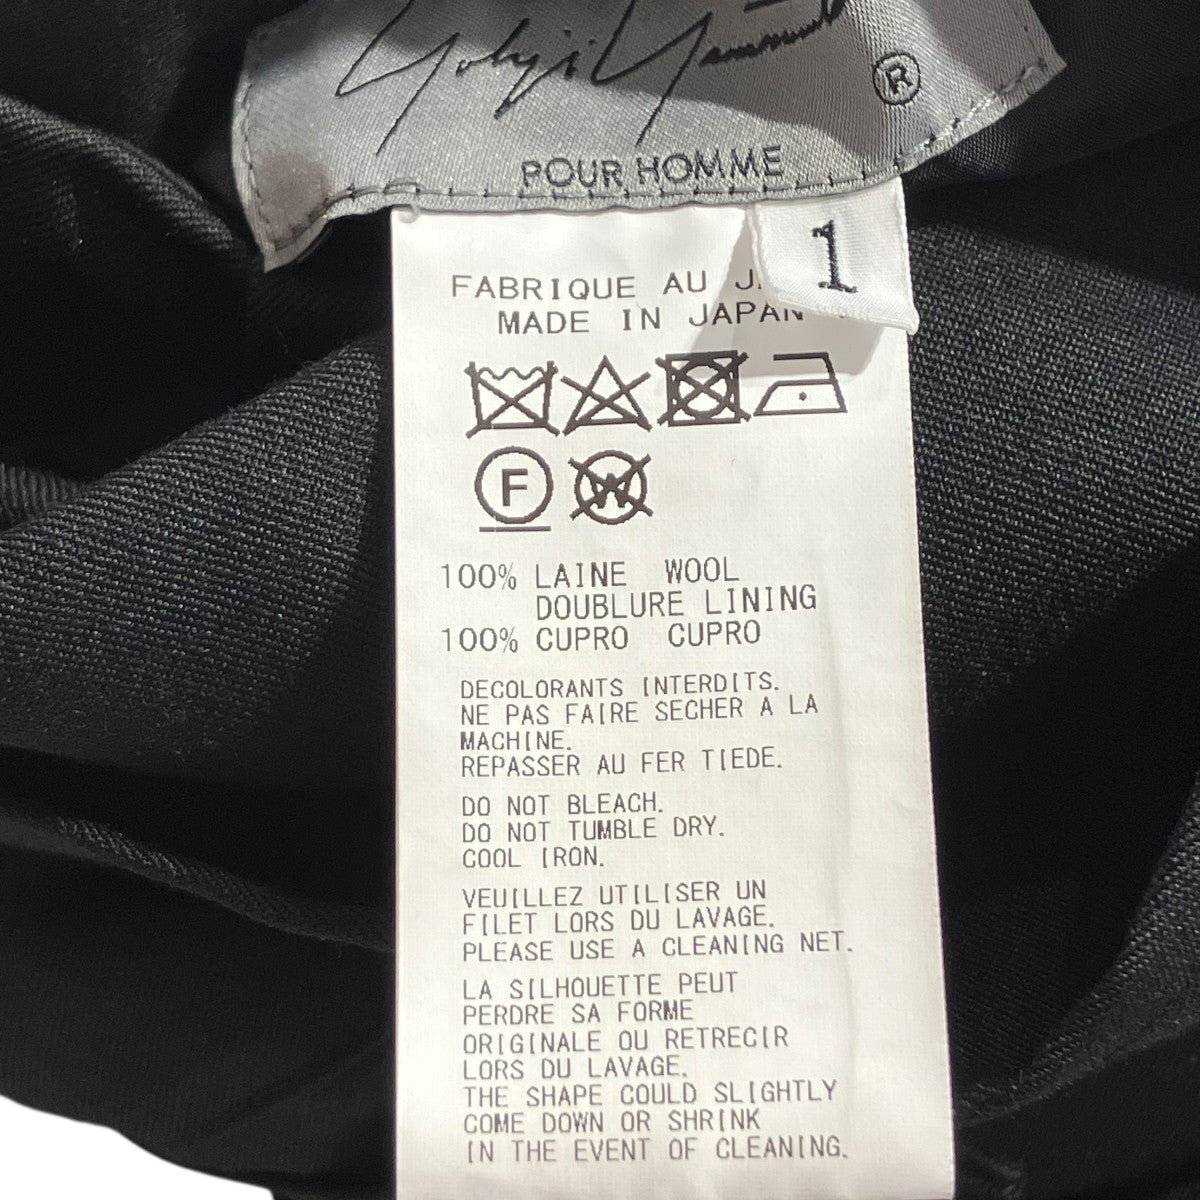 Yohji Yamamoto
®
POUR HOMME
1
FABRIQUE AU
MADE IN JAPAN
F
W
100% LAINE WOOL
DOUBLURE LINING
100% CUPRO CUPRO
DECOLORANTS INTERDITS.
NE PAS FAIRE SECHER A LA
MACHINE.
REPASSER AU FER TIEDE.
DO NOT BLEACH.
DO NOT TUMBLE DRY.
COOL IRON.
VEUILLEZ UTILISER UN
FILET LORS DU LAVAGE.
PLEASE USE A CLEANING NET.
LA SILHOUETTE PEUT
PERDRE SA FORME
ORIGINALE OU RETRECIR
LORS DU LAVAGE.
THE SHAPE COULD SLIGHTLY
COME DOWN OR SHRINK
IN THE EVENT OF CLEANING.